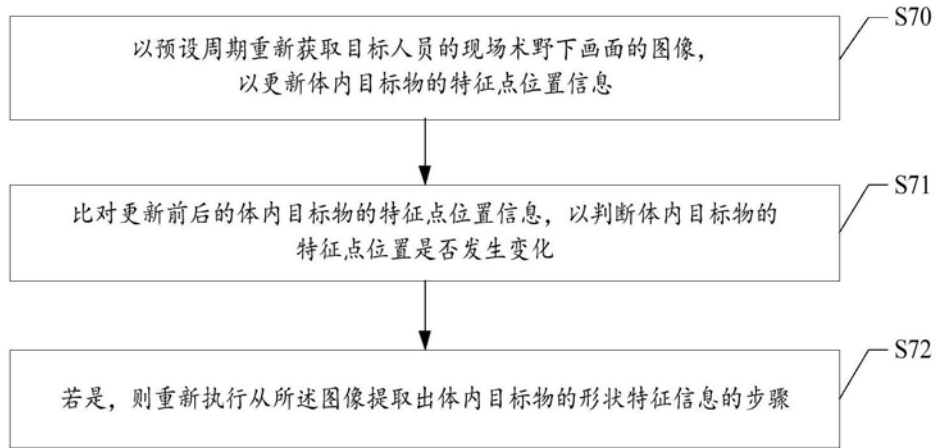 S70
以预设周期重新获取目标人员的现场术野下画面的图像，
以更新体内目标物的特征点位置信息
S71
比对更新前后的体内目标物的特征点位置信息，以判断体内目标物的
特征点位置是否发生变化
S72
若是，则重新执行从所述图像提取出体内目标物的形状特征信息的步骤